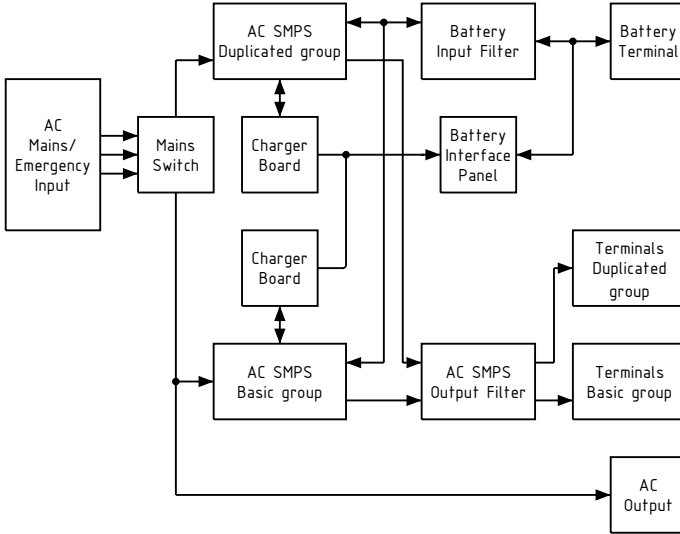 AC SMPS
Duplicated group
Battery
Input Filter
Battery
Terminal
AC
Mains/
Emergency
Input
Mains
Switch
Charger
Board
Battery
Interface
Panel
Charger
Board
Terminals
Duplicated
group
AC SMPS
Basic group
AC SMPS
Output Filter
Terminals
Basic group
AC
Output